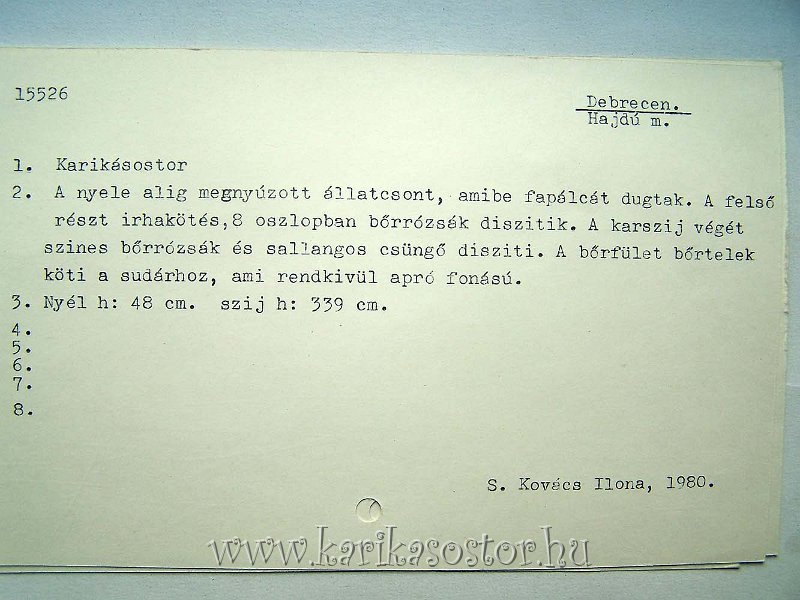 15526
Debrecen.
Hajdú m.
1. Karikásostor
2. A nyele alig megnyúzott állatcsont, amibe fapálcát dugtak. A felső
részt irhakötés,8 oszlopban bőrrózsák diszitik. A karszij végét
szines bőrrózsák és sallangos csüngő disziti. A bőrfület bőrtelek
köti a sudárhoz, ami rendkivül apró fonású.
3. Nyél h: 48 cm. szij h: 339 cm.
4.
5.
6.
7.
8.
S. Kovács Ilona, 1980.
www.karikasostor.hu